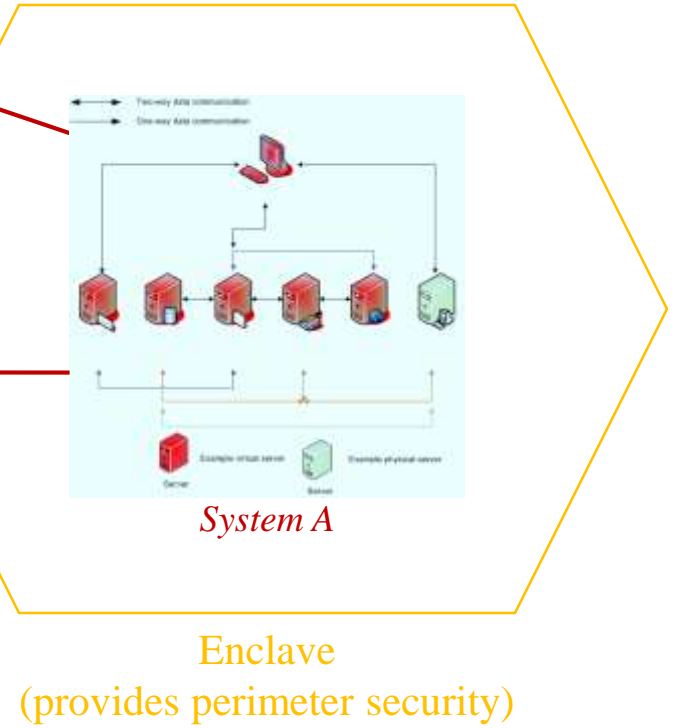 Two-way data communication
One-way data communication
Example virtual server
Example physical server
Server
Server
System A
Enclave
(provides perimeter security)